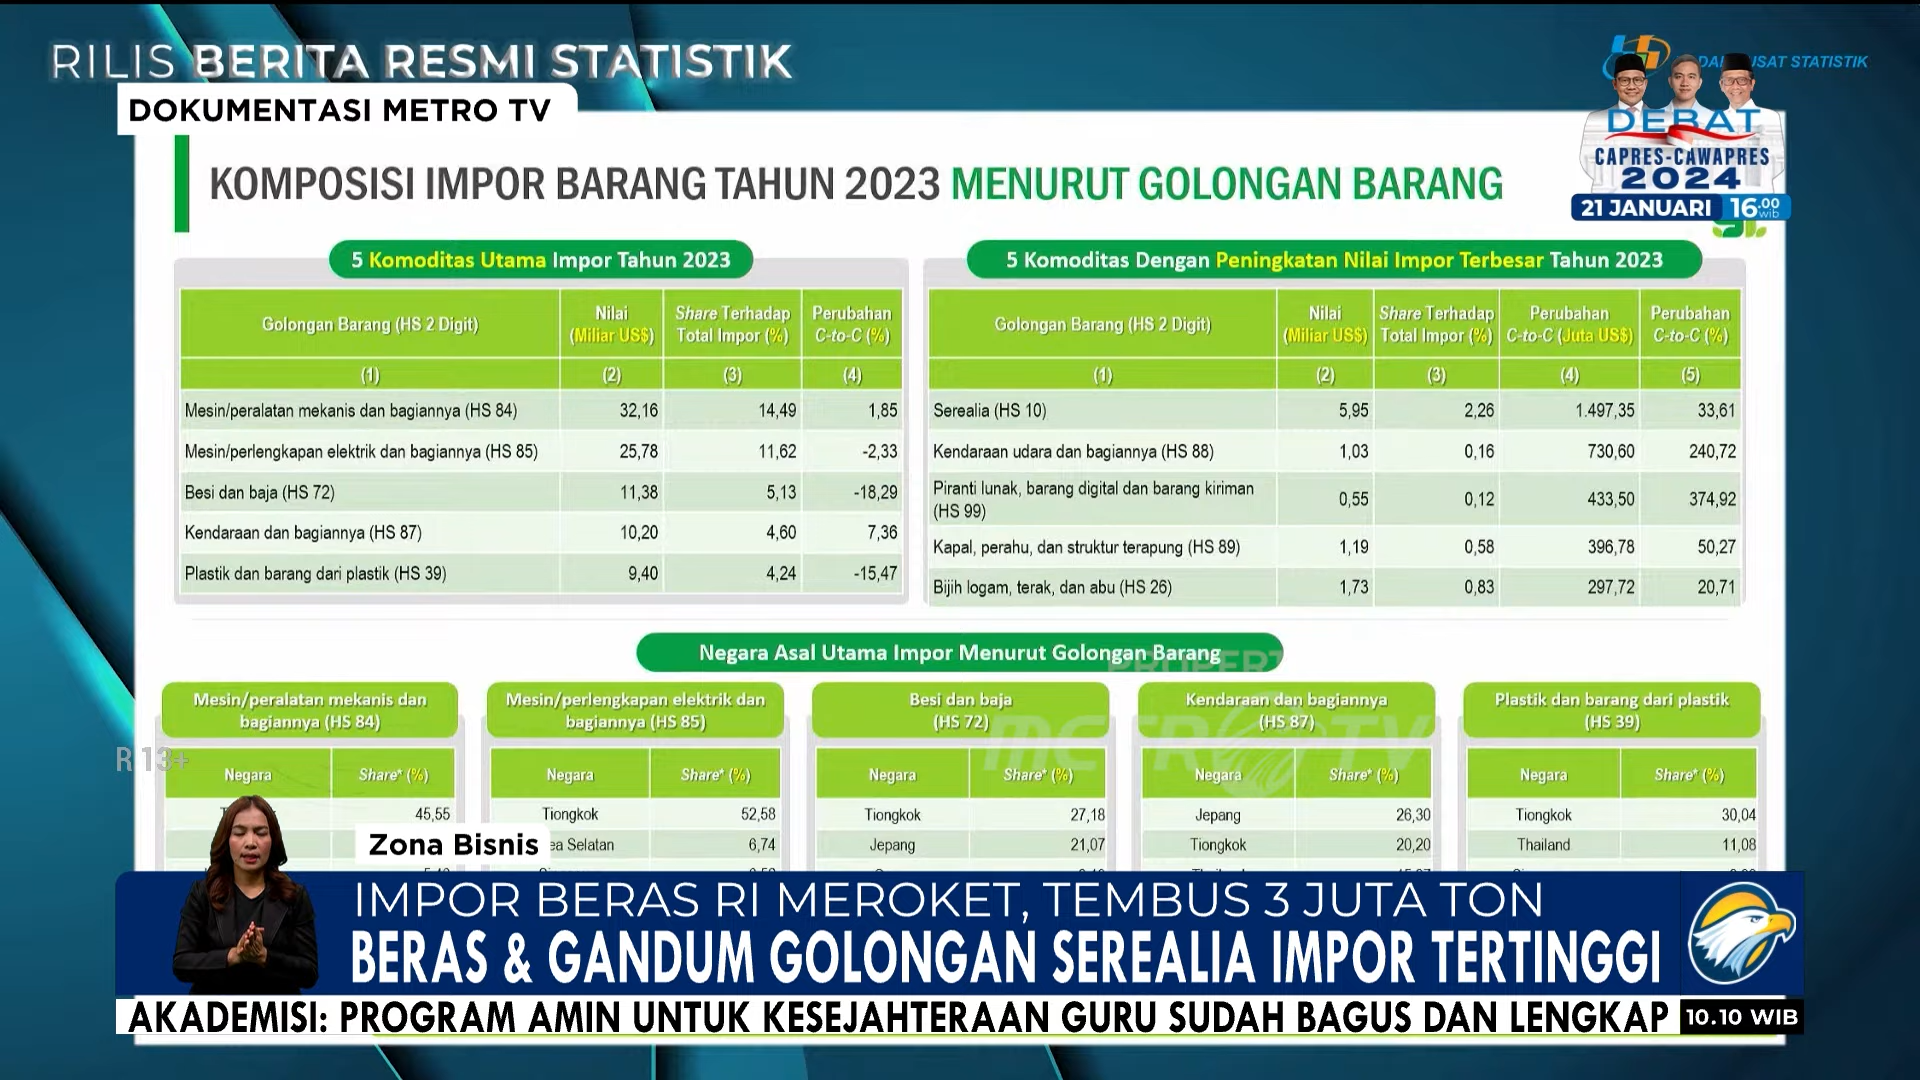 RILIS BERITA RESMI STATISTIK
DOKUMENTASI METRO TV
USAT STATISTIK
DEBAT
CAPRES-CAWAPRES
2024
21 JANUARI 16.00 WIB
KOMPOSISI IMPOR BARANG TAHUN 2023 MENURUT GOLONGAN BARANG
5 Komoditas Utama Impor Tahun 2023
Golongan Barang (HS 2 Digit) Nilai (Miliar US$) Share Terhadap Total Impor (%) Perubahan C-to-C (%)
(1) (2) (3) (4)
Mesin/peralatan mekanis dan bagiannya (HS 84) 32,16 14,49 1,85
Mesin/perlengkapan elektrik dan bagiannya (HS 85) 25,78 11,62 -2,33
Besi dan baja (HS 72) 11,38 5,13 -18,29
Kendaraan dan bagiannya (HS 87) 10,20 4,60 7,36
Plastik dan barang dari plastik (HS 39) 9,40 4,24 -15,47
5 Komoditas Dengan Peningkatan Nilai Impor Terbesar Tahun 2023
Golongan Barang (HS 2 Digit) Nilai (Miliar US$) Share Terhadap Total Impor (%) Perubahan C-to-C (Juta US$) Perubahan C-to-C (%)
(1) (2) (3) (4) (5)
Serealia (HS 10) 5,95 2,26 1.497,35 33,61
Kendaraan udara dan bagiannya (HS 88) 1,03 0,16 730,60 240,72
Piranti lunak, barang digital dan barang kiriman (HS 99) 0,55 0,12 433,50 374,92
Kapal, perahu, dan struktur terapung (HS 89) 1,19 0,58 396,78 50,27
Bijih logam, terak, dan abu (HS 26) 1,73 0,83 297,72 20,71
Negara Asal Utama Impor Menurut Golongan Barang
Mesin/peralatan mekanis dan
bagiannya (HS 84)
Negara Share* (%)
45,55
Mesin/perlengkapan elektrik dan
bagiannya (HS 85)
Negara Share* (%)
Tiongkok 52,58
ea Selatan 6,74
Besi dan baja
(HS 72)
Negara Share* (%)
Tiongkok 27,18
Jepang 21,07
Kendaraan dan bagiannya
(HS 87)
Negara Share* (%)
Jepang 26,30
Tiongkok 20,20
Plastik dan barang dari plastik
(HS 39)
Negara Share* (%)
Tiongkok 30,04
Thailand 11,08
METRO TV
R 13+
Zona Bisnis
IMPOR BERAS RI MEROKET, TEMBUS 3 JUTA TON
BERAS & GANDUM GOLONGAN SEREALIA IMPOR TERTINGGI
AKADEMISI: PROGRAM AMIN UNTUK KESEJAHTERAAN GURU SUDAH BAGUS DAN LENGKAP
10.10 WIB